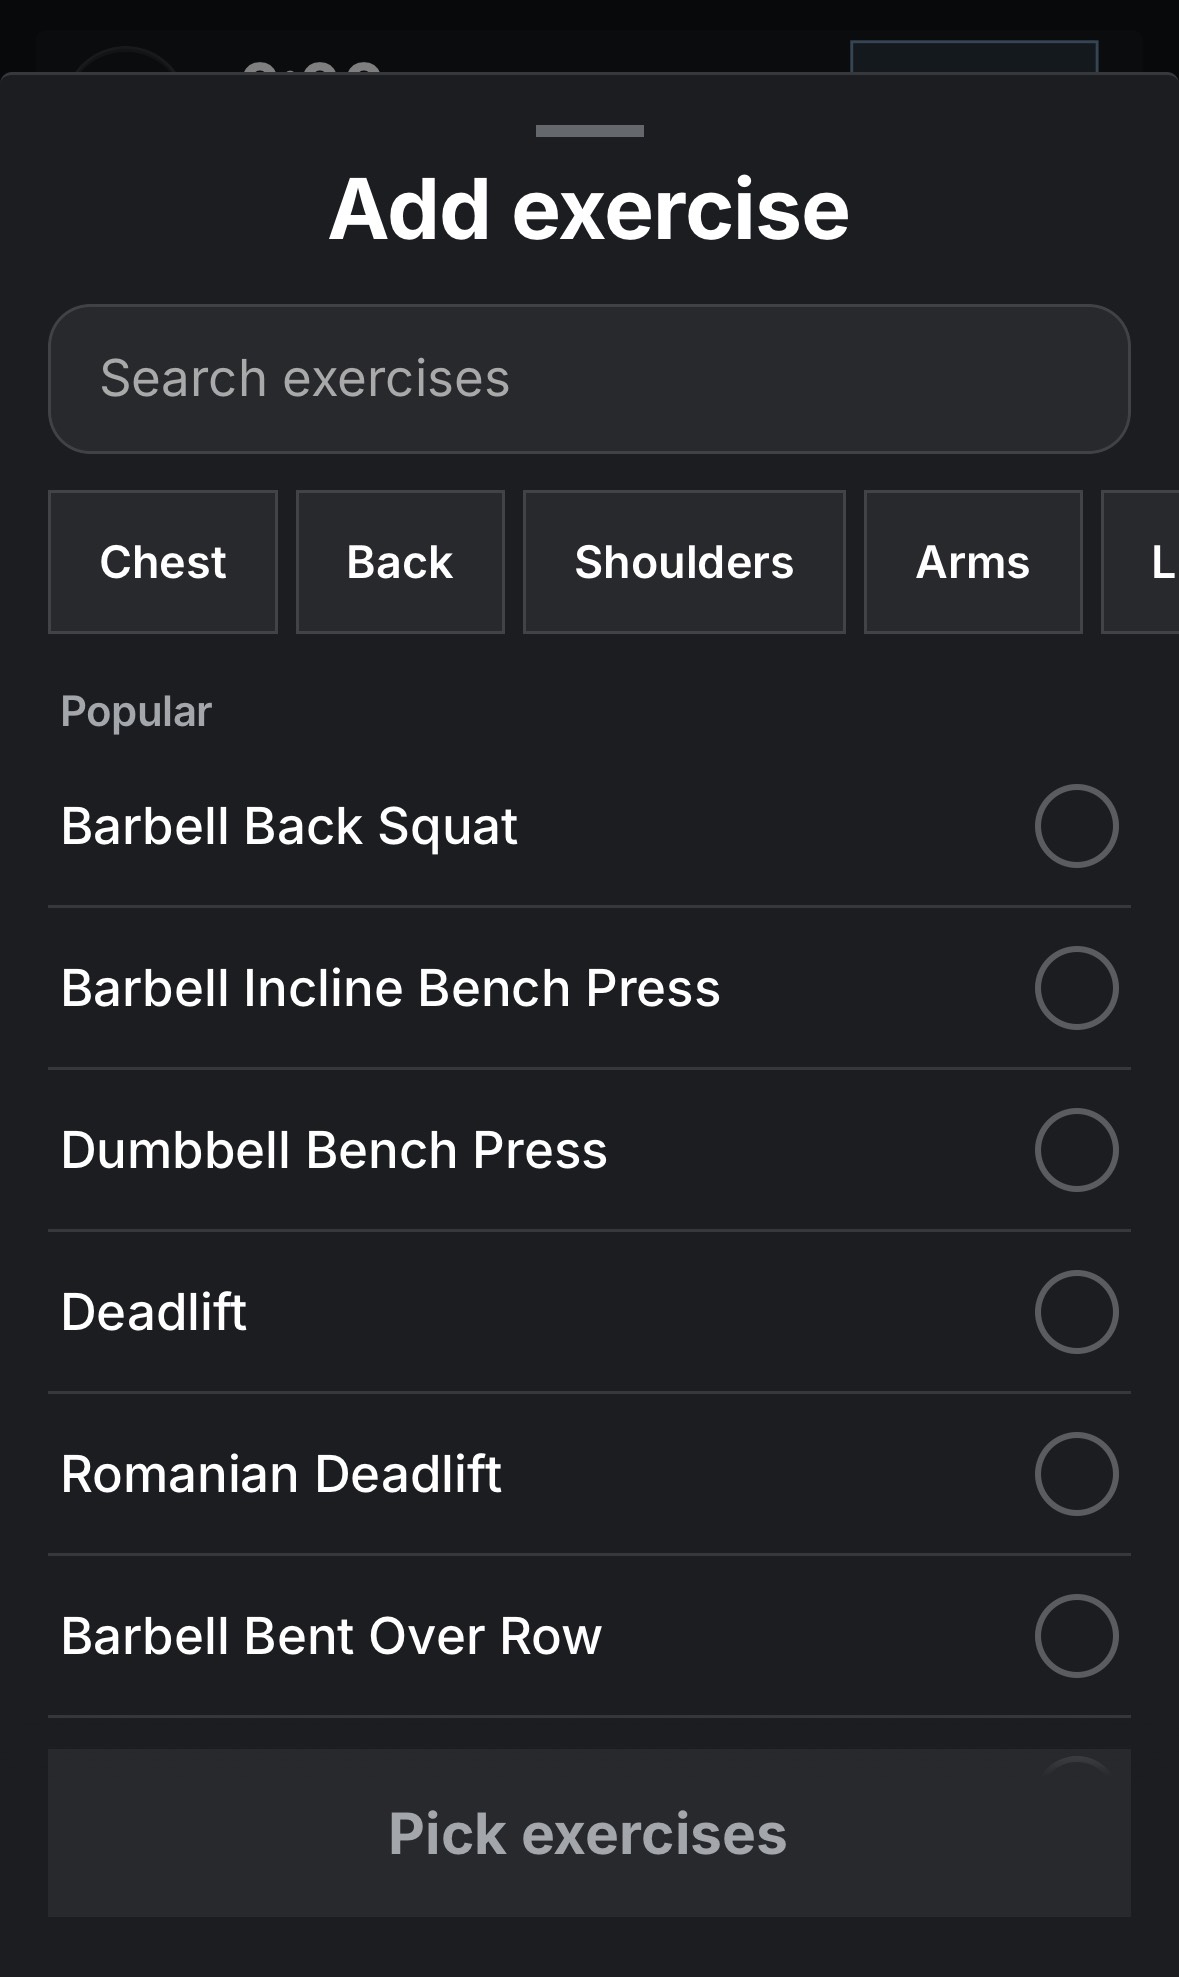 Add exercise
Search exercises
Chest Back Shoulders Arms L
Popular
Barbell Back Squat
Barbell Incline Bench Press
Dumbbell Bench Press
Deadlift
Romanian Deadlift
Barbell Bent Over Row
Pick exercises